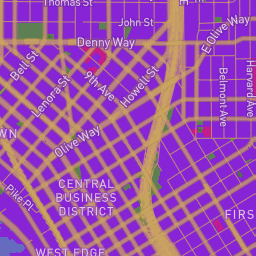 Thomas St
John St
E Olive Way
Denny Way
Bell St
Lenora St
9th Ave
Howell St
Belmont Ave
Harvard Ave
Olive Way
Pike Pl
CENTRAL
BUSINESS
DISTRICT
FIRS
WEST EDGE